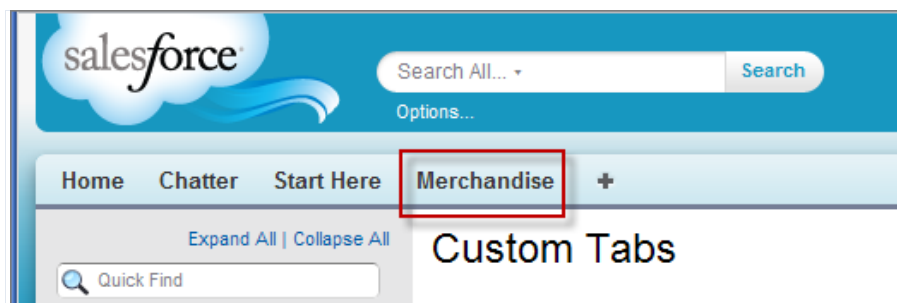 salesforce
Search All...
Search
Options...
Home Chatter Start Here Merchandise
Expand All | Collapse All
Custom Tabs
Quick Find